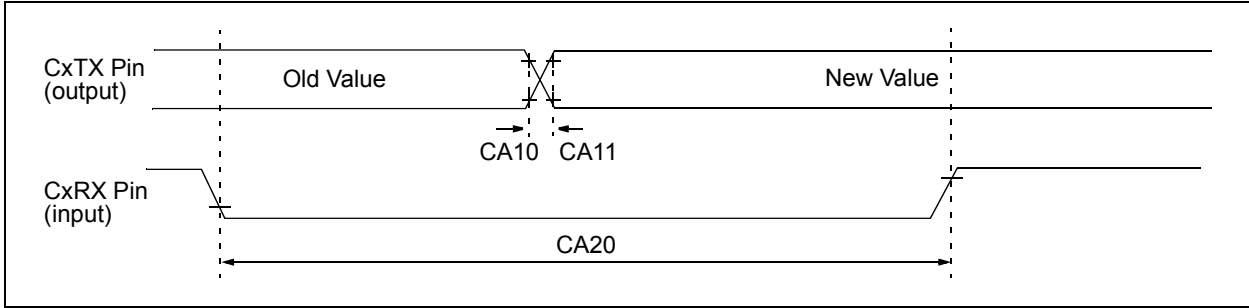 CxTX Pin
(output)
Old Value
New Value
CA10 CA11
CxRX Pin
(input)
CA20